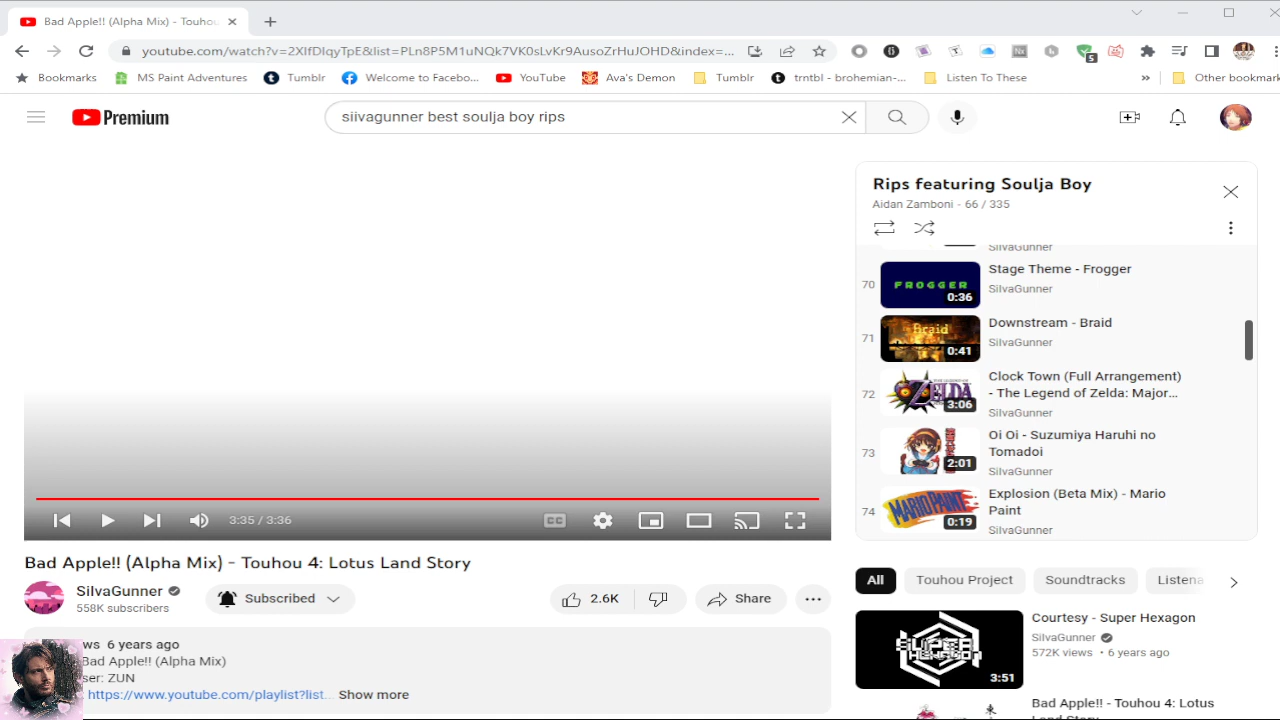 Bad Apple!! (Alpha Mix) - Touhou
youtube.com/watch?v=2XIfDIqyTpE&list=PLn8P5M1uNQk7VK0sLvKr9AusoZrHuJOHD&index=...
5
Bookmarks
MS Paint Adventures
Tumblr
Welcome to Facebo...
YouTube
Ava's Demon
Tumblr
trntbl - brohemian-...
Listen To These
»
Other bookmar
Premium
siivagunner best soulja boy rips
Rips featuring Soulja Boy
Aidan Zamboni - 66 / 335
SilvaGunner
70
FROGGER
0:36
Stage Theme - Frogger
SilvaGunner
71
Braid
0:41
Downstream - Braid
SilvaGunner
72
ZELDA
3:06
Clock Town (Full Arrangement)
- The Legend of Zelda: Major...
SilvaGunner
73
2:01
Oi Oi - Suzumiya Haruhi no
Tomadoi
SilvaGunner
74
MARIO PAINT
0:19
Explosion (Beta Mix) - Mario
Paint
SilvaGunner
3:35 / 3:36
CC
Bad Apple!! (Alpha Mix) - Touhou 4: Lotus Land Story
SilvaGunner
558K subscribers
Subscribed
2.6K
Share
All
Touhou Project
Soundtracks
Listena
ws 6 years ago
Bad Apple!! (Alpha Mix)
ser: ZUN
https://www.youtube.com/playlist?list...
Show more
SUPER
HEXAGON
3:51
Courtesy - Super Hexagon
SilvaGunner
572K views • 6 years ago
Bad Apple!! - Touhou 4: Lotus
Land Story